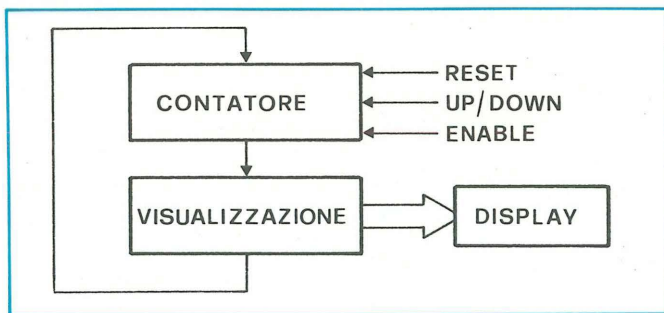 CONTATORE
RESET
UP/DOWN
ENABLE
VISUALIZZAZIONE
DISPLAY